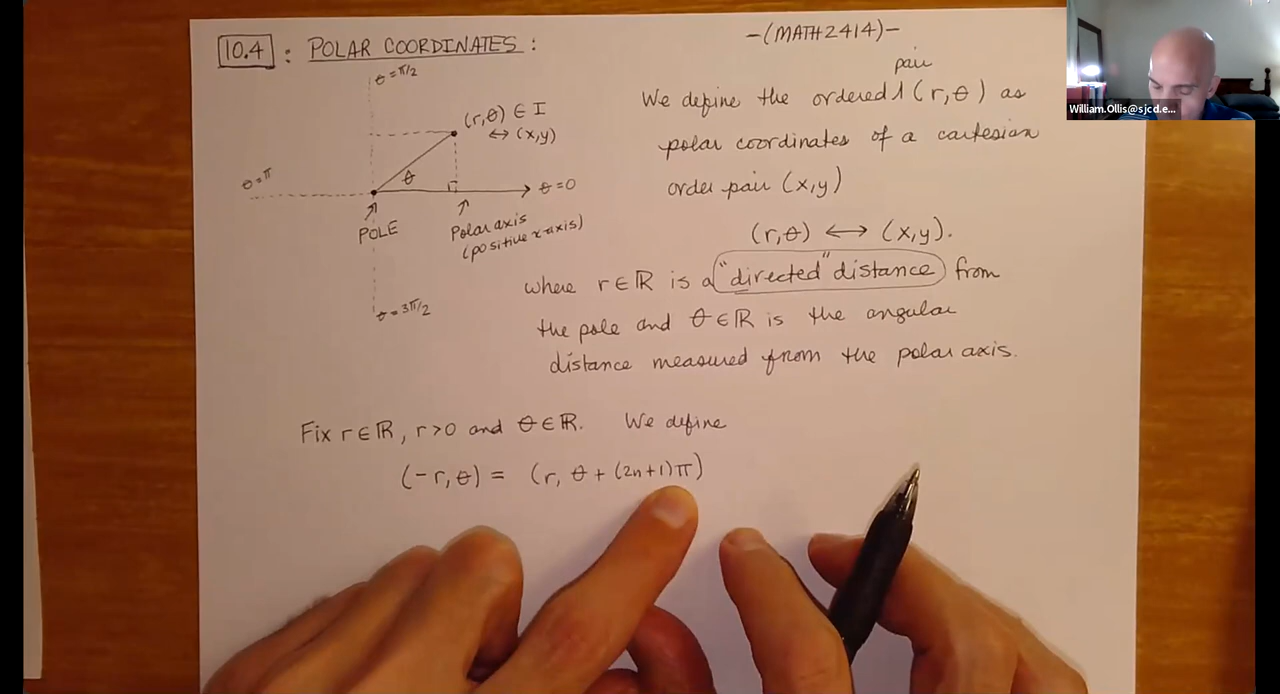 10.4 : POLAR COORDINATES :
-(MATH2414)-
θ=π/2
(r,θ) ∈ I
↔ (x,y)
θ
θ=π
θ=0
POLE
Polar axis
(positive x-axis)
θ=3π/2
pair
We define the ordered ∧ (r,θ) as
polar coordinates of a cartesian
order pair (x,y)
(r,θ) ⟷ (x,y).
where r∈ℝ is a "directed" distance from
the pole and θ∈ℝ is the angular
distance measured from the polar axis.
Fix r∈ℝ, r>0 and θ∈ℝ. We define
(-r,θ) = (r, θ + (2n+1)π)
William.Ollis@sjcd.e...